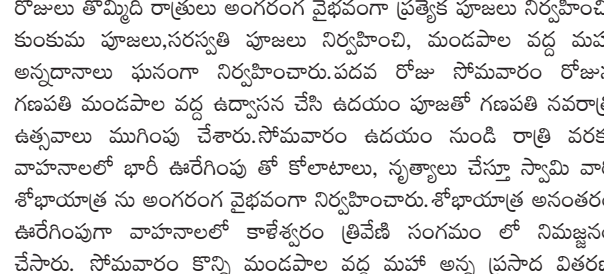 రోజులు తొమ్మిది రాత్రులు అంగరంగ వైభవంగా ప్రత్యేక పూజలు నిర్వహించి
కుంకుమ పూజలు,సరస్వతి పూజలు నిర్వహించి, మండపాల వద్ద మహ
అన్నదానాలు ఘనంగా నిర్వహించారు.పదవ రోజు సోమవారం రోజున
గణపతి మండపాల వద్ద ఉద్వాసన చేసి ఉదయం పూజతో గణపతి నవరాత్రి
ఉత్సవాలు ముగింపు చేశారు.సోమవారం ఉదయం నుండి రాత్రి వరక
వాహనాలలో భారీ ఊరేగింపు తో కోలాటాలు, నృత్యాలు చేస్తూ స్వామి వారి
శోభాయాత్ర ను అంగరంగ వైభవంగా నిర్వహించారు.శోభాయాత్ర అనంతరం
ఊరేగింపుగా వాహనాలలో కాళేశ్వరం త్రివేణి సంగమం లో నిమజ్జనం
చేసారు. సోమవారం కొన్ని మండపాల వద్ద మహా అన్న ప్రసాద వితరణ